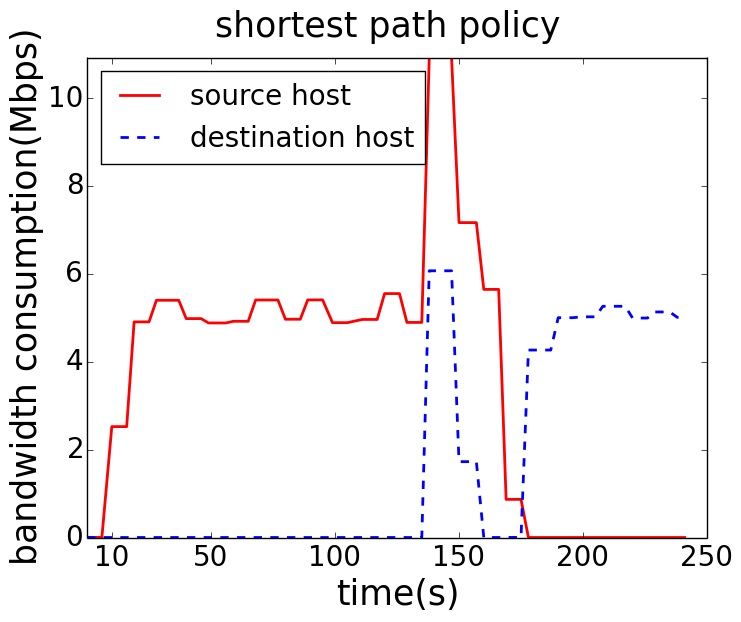 shortest path policy
bandwidth consumption(Mbps)
10
8
6
4
2
0
source host
destination host
10 50 100 150 200 250
time(s)